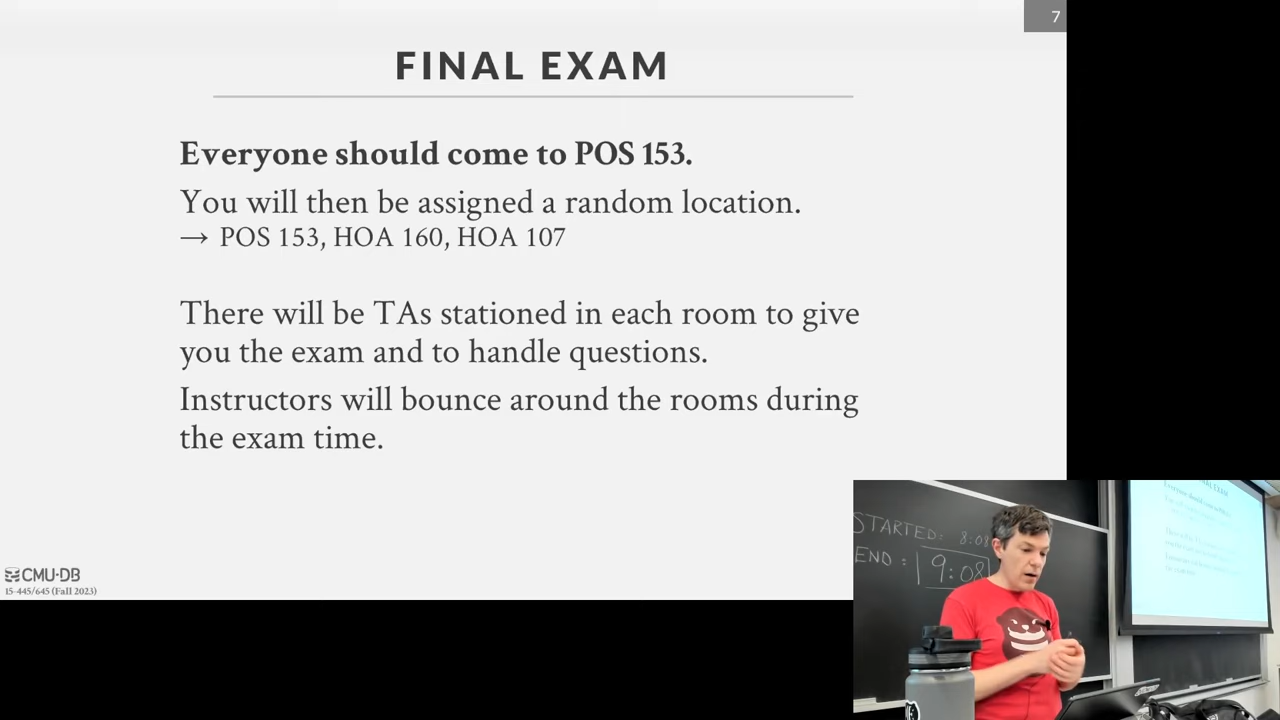 7
FINAL EXAM
Everyone should come to POS 153.
You will then be assigned a random location.
→ POS 153, HOA 160, HOA 107
There will be TAs stationed in each room to give
you the exam and to handle questions.
Instructors will bounce around the rooms during
the exam time.
CMU·DB
15-445/645 (Fall 2023)
STARTED: 8:08
END: 9:08